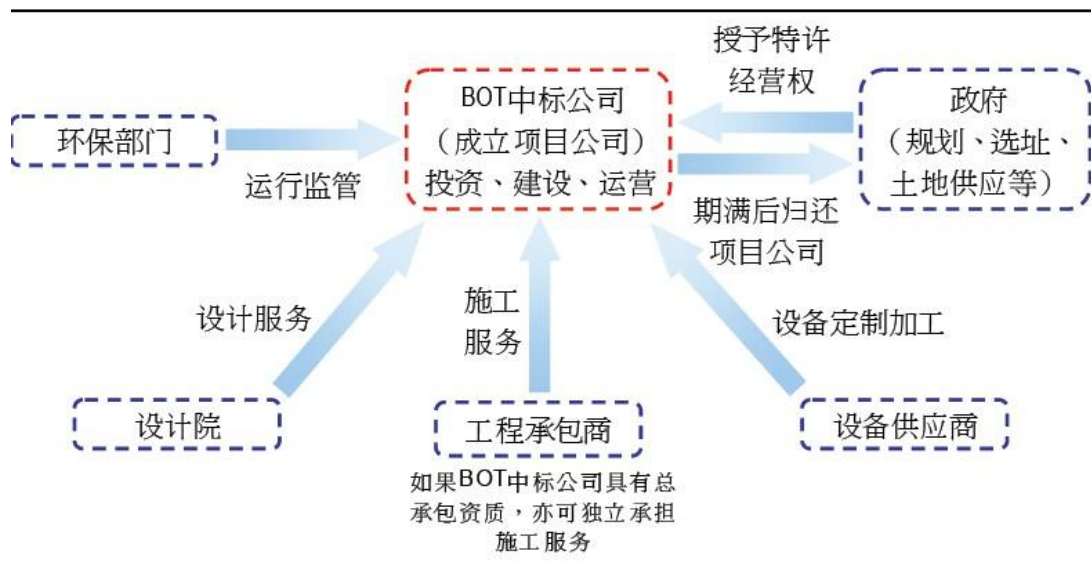 授予特许
经营权
BOT中标公司
（成立项目公司）
投资、建设、运营
政府
（规划、选址、
土地供应等）
环保部门
运行监管
期满后归还
项目公司
设计服务
施工
服务
设备定制加工
设计院
工程承包商
设备供应商
如果BOT中标公司具有总
承包资质，亦可独立承担
施工服务